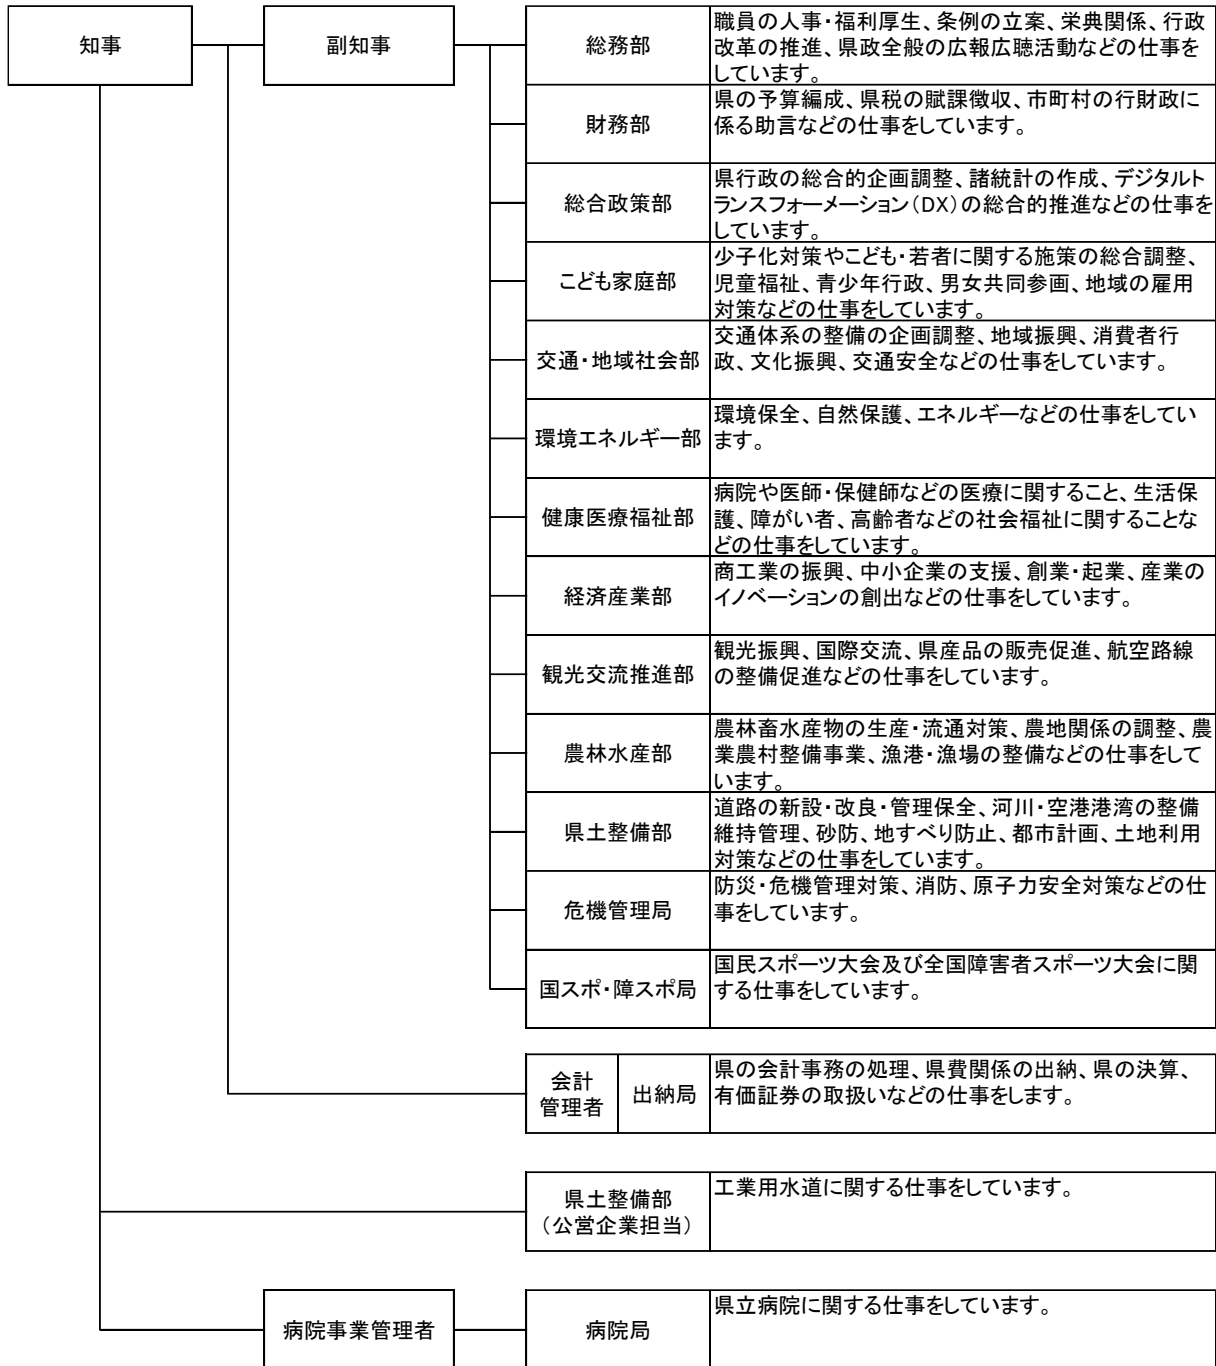 知事
副知事
総務部
職員の人事・福利厚生、条例の立案、栄典関係、行政
改革の推進、県政全般の広報広聴活動などの仕事を
しています。
財務部
県の予算編成、県税の賦課徴収、市町村の行財政に
係る助言などの仕事をしています。
総合政策部
県行政の総合的企画調整、諸統計の作成、デジタルト
ランスフォーメーション（DX）の総合的推進などの仕事を
しています。
こども家庭部
少子化対策やこども・若者に関する施策の総合調整、
児童福祉、青少年行政、男女共同参画、地域の雇用
対策などの仕事をしています。
交通・地域社会部
交通体系の整備の企画調整、地域振興、消費者行
政、文化振興、交通安全などの仕事をしています。
環境エネルギー部
環境保全、自然保護、エネルギーなどの仕事をしてい
ます。
健康医療福祉部
病院や医師・保健師などの医療に関すること、生活保
護、障がい者、高齢者などの社会福祉に関することな
どの仕事をしています。
経済産業部
商工業の振興、中小企業の支援、創業・起業、産業の
イノベーションの創出などの仕事をしています。
観光交流推進部
観光振興、国際交流、県産品の販売促進、航空路線
の整備促進などの仕事をしています。
農林水産部
農林畜水産物の生産・流通対策、農地関係の調整、農
業農村整備事業、漁港・漁場の整備などの仕事をして
います。
県土整備部
道路の新設・改良・管理保全、河川・空港港湾の整備
維持管理、砂防、地すべり防止、都市計画、土地利用
対策などの仕事をしています。
危機管理局
防災・危機管理対策、消防、原子力安全対策などの仕
事をしています。
国スポ・障スポ局
国民スポーツ大会及び全国障害者スポーツ大会に関
する仕事をしています。
会計
管理者
出納局
県の会計事務の処理、県費関係の出納、県の決算、
有価証券の取扱いなどの仕事をします。
県土整備部
（公営企業担当）
工業用水道に関する仕事をしています。
病院事業管理者
病院局
県立病院に関する仕事をしています。